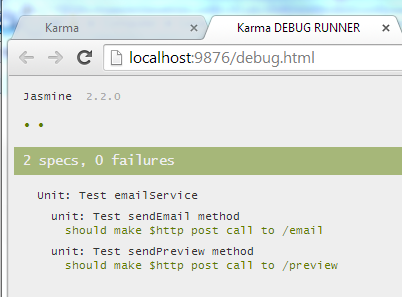 Karma
Karma DEBUG RUNNER
localhost:9876/debug.html
Jasmine 2.2.0
2 specs, 0 failures
Unit: Test emailService
unit: Test sendEmail method
should make $http post call to /email
unit: Test sendPreview method
should make $http post call to /preview